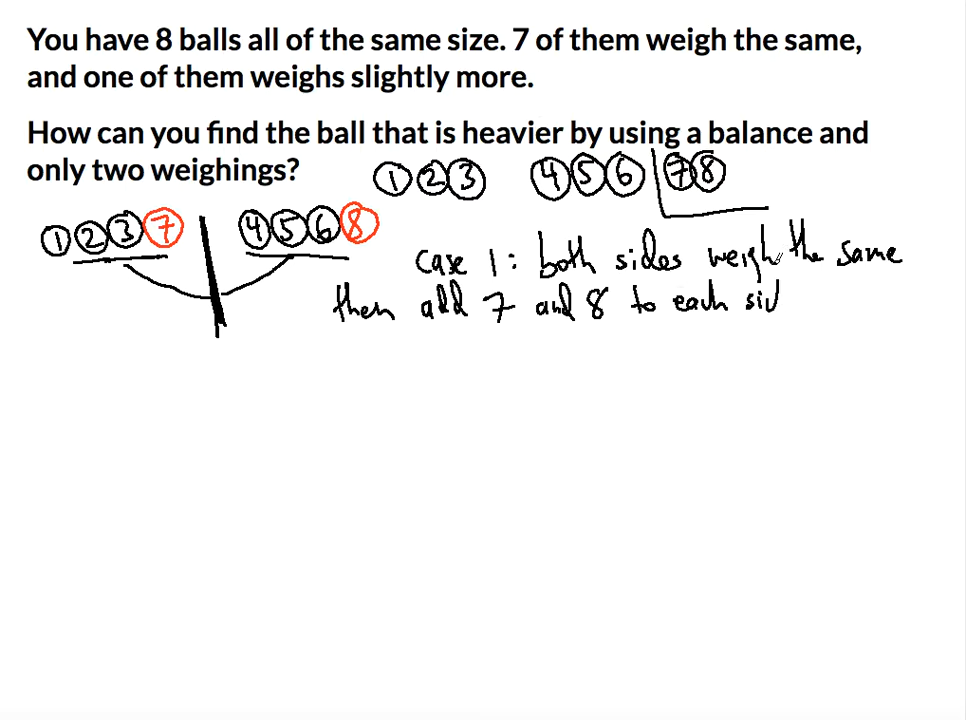 You have 8 balls all of the same size. 7 of them weigh the same,
and one of them weighs slightly more.
How can you find the ball that is heavier by using a balance and
only two weighings?
1 2 3 4 5 6 7 8
1 2 3 7 4 5 6 8
case 1: both sides weigh the same
then add 7 and 8 to each sid